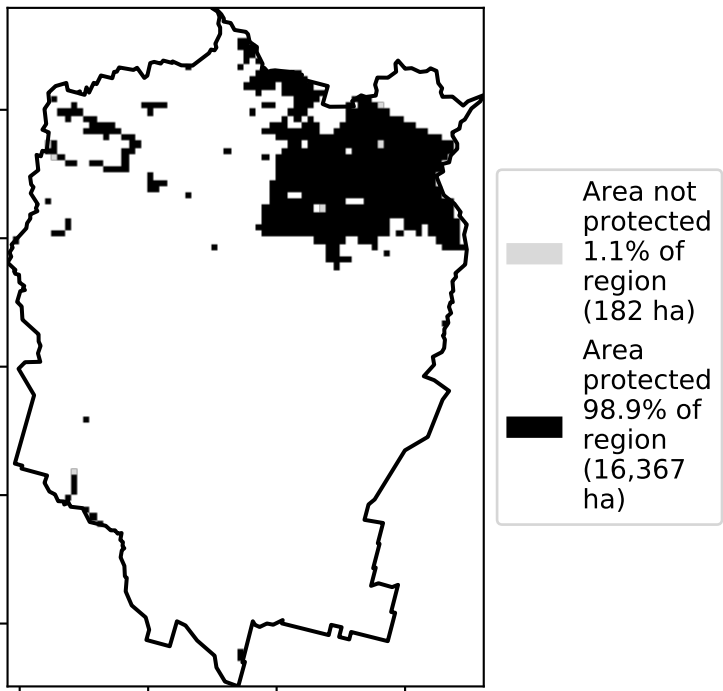 Area not
protected
1.1% of
region
(182 ha)
Area
protected
98.9% of
region
(16,367
ha)